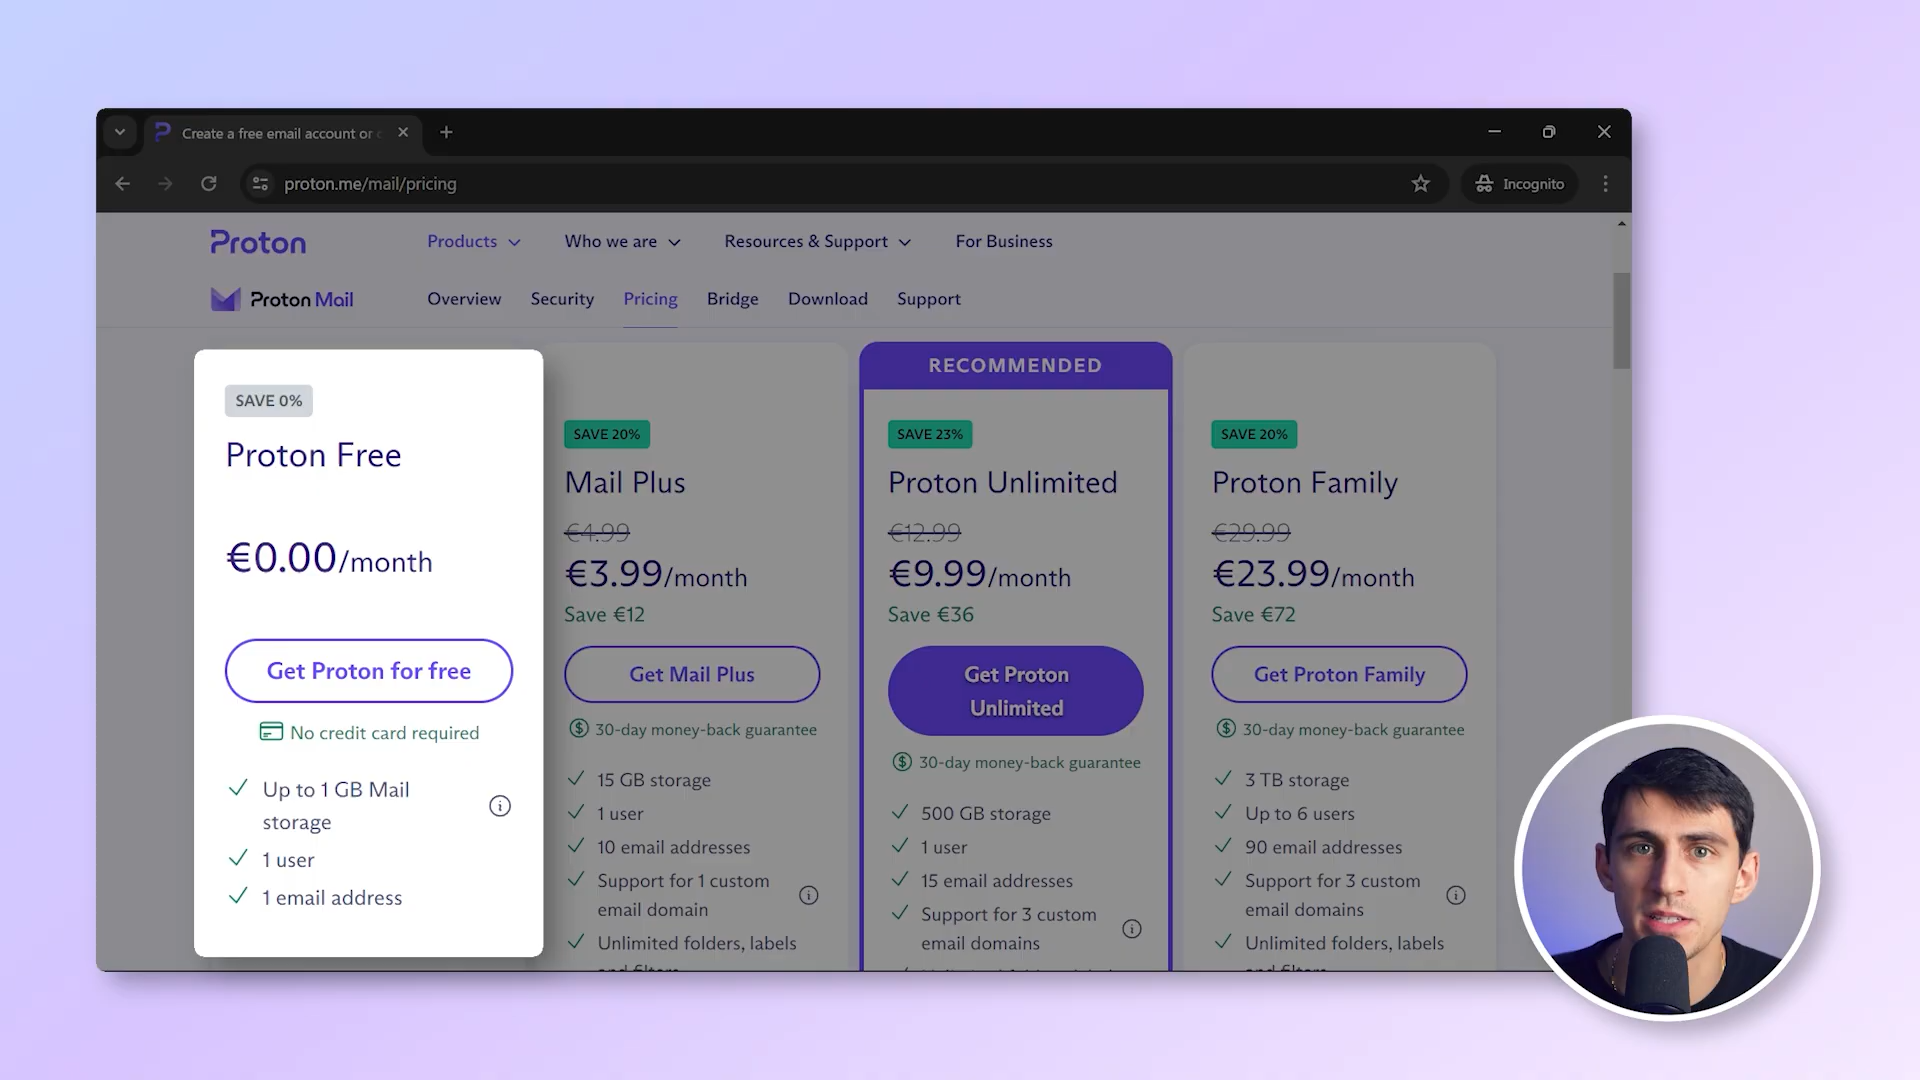 Create a free email account or
proton.me/mail/pricing
Incognito
Proton
Products
Who we are
Resources & Support
For Business
Proton Mail
Overview
Security
Pricing
Bridge
Download
Support
SAVE 0%
Proton Free
€0.00/month
Get Proton for free
No credit card required
Up to 1 GB Mail
storage
1 user
1 email address
SAVE 20%
Mail Plus
€4.99
€3.99/month
Save €12
Get Mail Plus
30-day money-back guarantee
15 GB storage
1 user
10 email addresses
Support for 1 custom
email domain
Unlimited folders, labels
and filters
RECOMMENDED
SAVE 23%
Proton Unlimited
€12.99
€9.99/month
Save €36
Get Proton
Unlimited
30-day money-back guarantee
500 GB storage
1 user
15 email addresses
Support for 3 custom
email domains
SAVE 20%
Proton Family
€29.99
€23.99/month
Save €72
Get Proton Family
30-day money-back guarantee
3 TB storage
Up to 6 users
90 email addresses
Support for 3 custom
email domains
Unlimited folders, labels
and filters